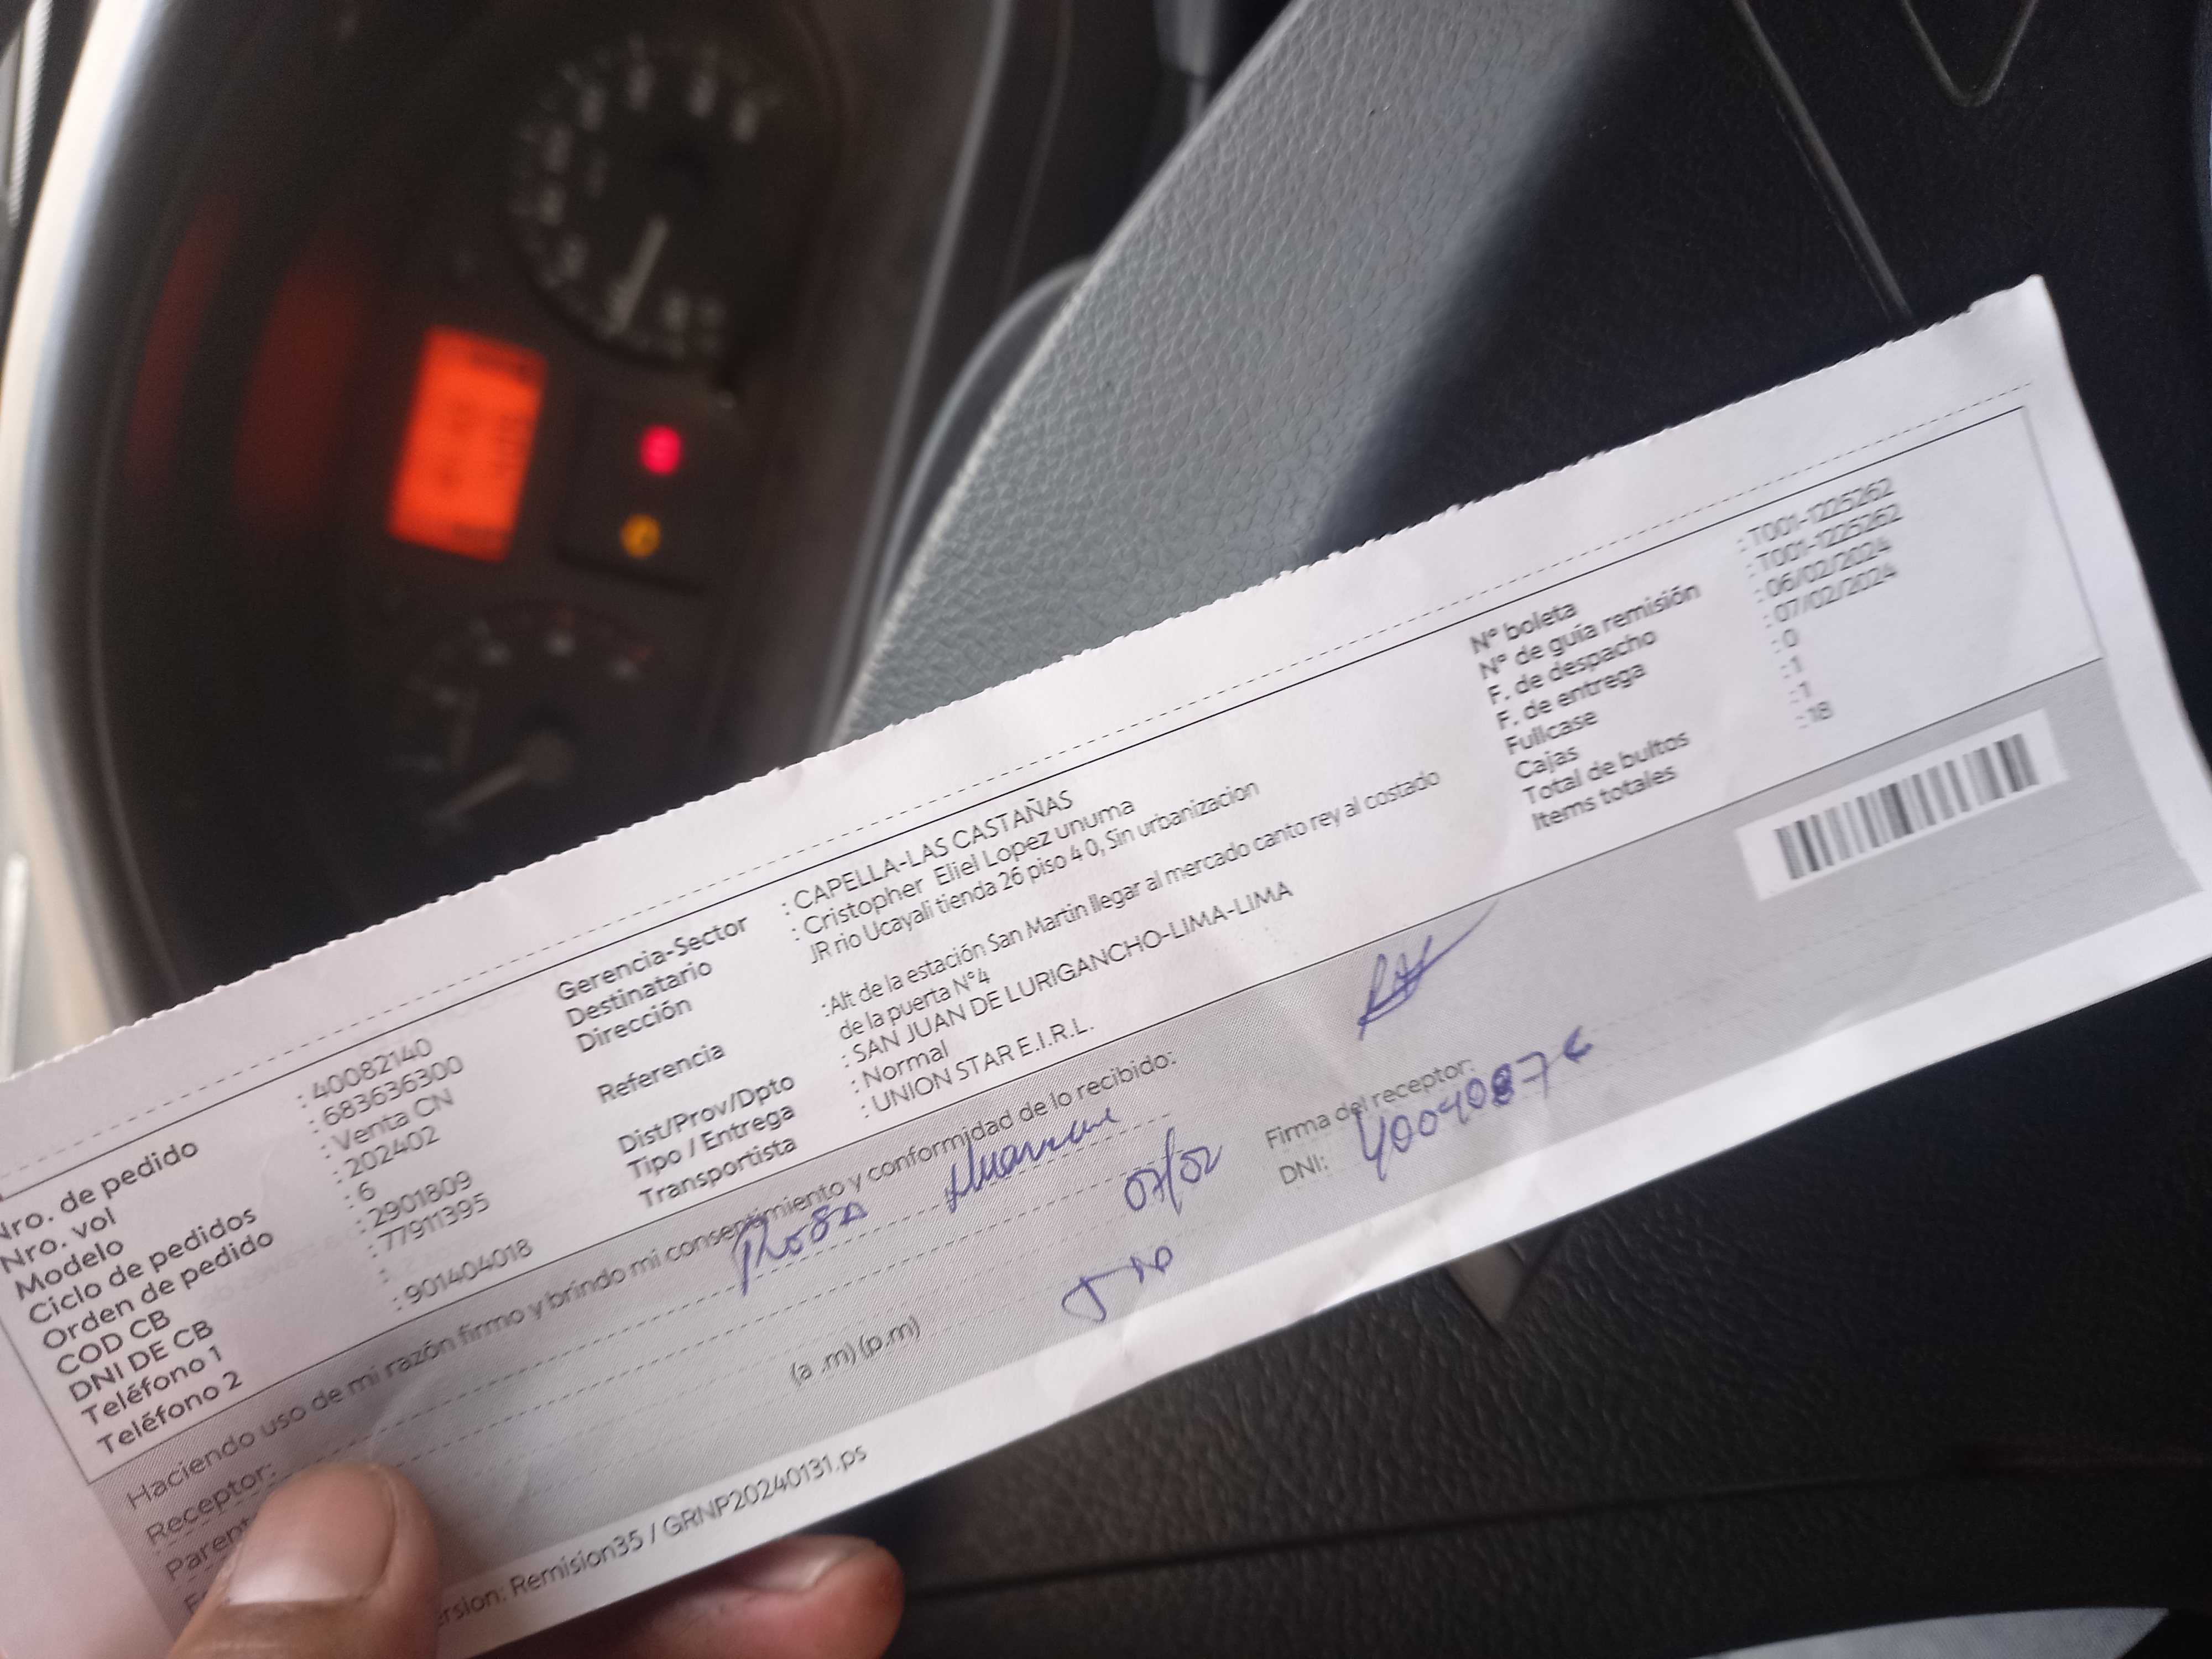 Nro. de pedido : 40082140
Nro. vol : 683636300
Modelo : Venta CN
Ciclo de pedidos : 202402
Orden de pedido : 6
COD CB : 2901809
DNI DE CB : 77911395
Teléfono 1 :
Teléfono 2 : 901404018
Gerencia-Sector : CAPELLA-LAS CASTAÑAS
Destinatario : Cristopher Eliel Lopez unuma
Dirección JR rio Ucayali tienda 26 piso 4 0, Sin urbanizacion
Referencia :Alt de la estación San Martin llegar al mercado canto rey al costado
de la puerta N°4
Dist/Prov/Dpto : SAN JUAN DE LURIGANCHO-LIMA-LIMA
Tipo / Entrega : Normal
Transportista : UNION STAR E.I.R.L.
N° boleta : T001-1225262
N° de guía remisión : T001-1225262
F. de despacho : 06/02/2024
F. de entrega : 07/02/2024
Fullcase : 0
Cajas : 1
Total de bultos : 1
Items totales : 18
Haciendo uso de mi razón firmo y brindo mi consentimiento y conformidad de lo recibido:
Receptor: Rosa
Parent
07/02
(a .m) (p.m)
Firma del receptor:
DNI:
ersion: Remision35 / GRNP20240131.ps